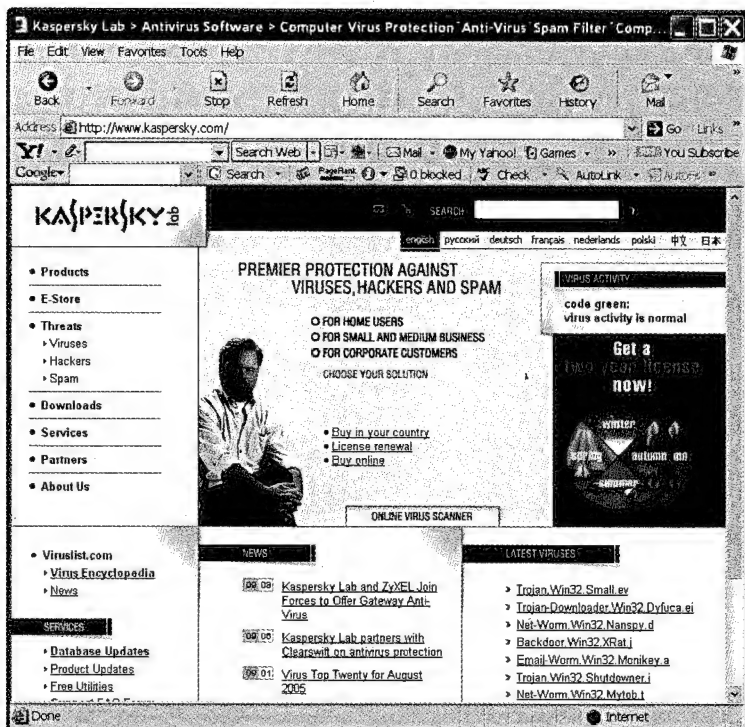 Kaspersky Lab > Antivirus Software > Computer Virus Protection ˙Anti-Virus˙Spam Filter˙Comp...
File Edit View Favorites Tools Help
Back Forward Stop Refresh Home Search Favorites History Mail
Address http://www.kaspersky.com/ Go Links »
Y! Search Web Mail My Yahoo! Games » You Subscribe
Google Search PageRank 0 blocked Check AutoLink »
KASPERSKY lab
SEARCH
english русский deutsch français nederlands polski 中文 日本
• Products
• E-Store
• Threats
▸ Viruses
▸ Hackers
▸ Spam
• Downloads
• Services
• Partners
• About Us
PREMIER PROTECTION AGAINST
VIRUSES, HACKERS AND SPAM
FOR HOME USERS
FOR SMALL AND MEDIUM BUSINESS
FOR CORPORATE CUSTOMERS
CHOOSE YOUR SOLUTION
• Buy in your country
• License renewal
• Buy online
ONLINE VIRUS SCANNER
VIRUS ACTIVITY
code green:
virus activity is normal
Get a
two year license
now!
winter
spring autumn
summer
• Viruslist.com
▸ Virus Encyclopedia
▸ News
SERVICES
▸ Database Updates
▸ Product Updates
▸ Free Utilities
NEWS
09 09 Kaspersky Lab and ZyXEL Join
Forces to Offer Gateway Anti-
Virus
Kaspersky Lab partners with
Clearswift on antivirus protection
09 01 Virus Top Twenty for August
2005
LATEST VIRUSES
> Trojan.Win32.Small.ev
> Trojan-Downloader.Win32.Dyfuca.ei
> Net-Worm.Win32.Nanspy.d
> Backdoor.Win32.XRat.j
> Email-Worm.Win32.Monikey.a
> Trojan.Win32.Shutdowner.i
> Net-Worm.Win32.Mytob.t
Done Internet